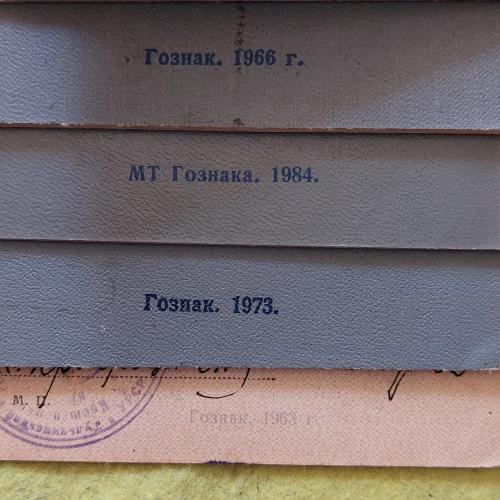 Гознак. 1966 г.
МТ Гознака. 1984.
Гознак. 1973.
М. П.
Гознак. 1963 г.